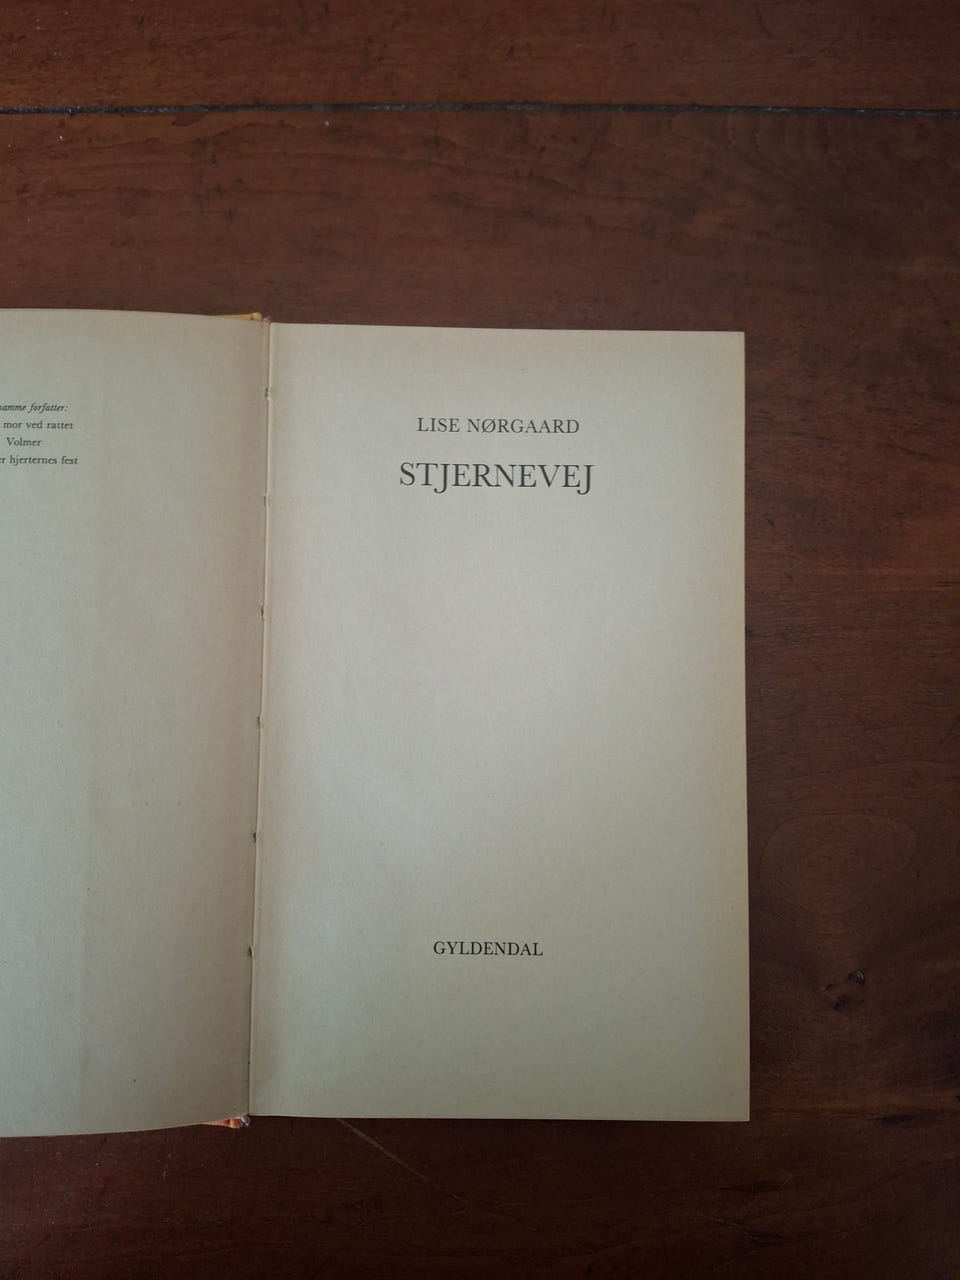 samme forfatter:
mor ved rattet
Volmer
hjerternes fest
LISE NØRGAARD
STJERNEVEJ
GYLDENDAL